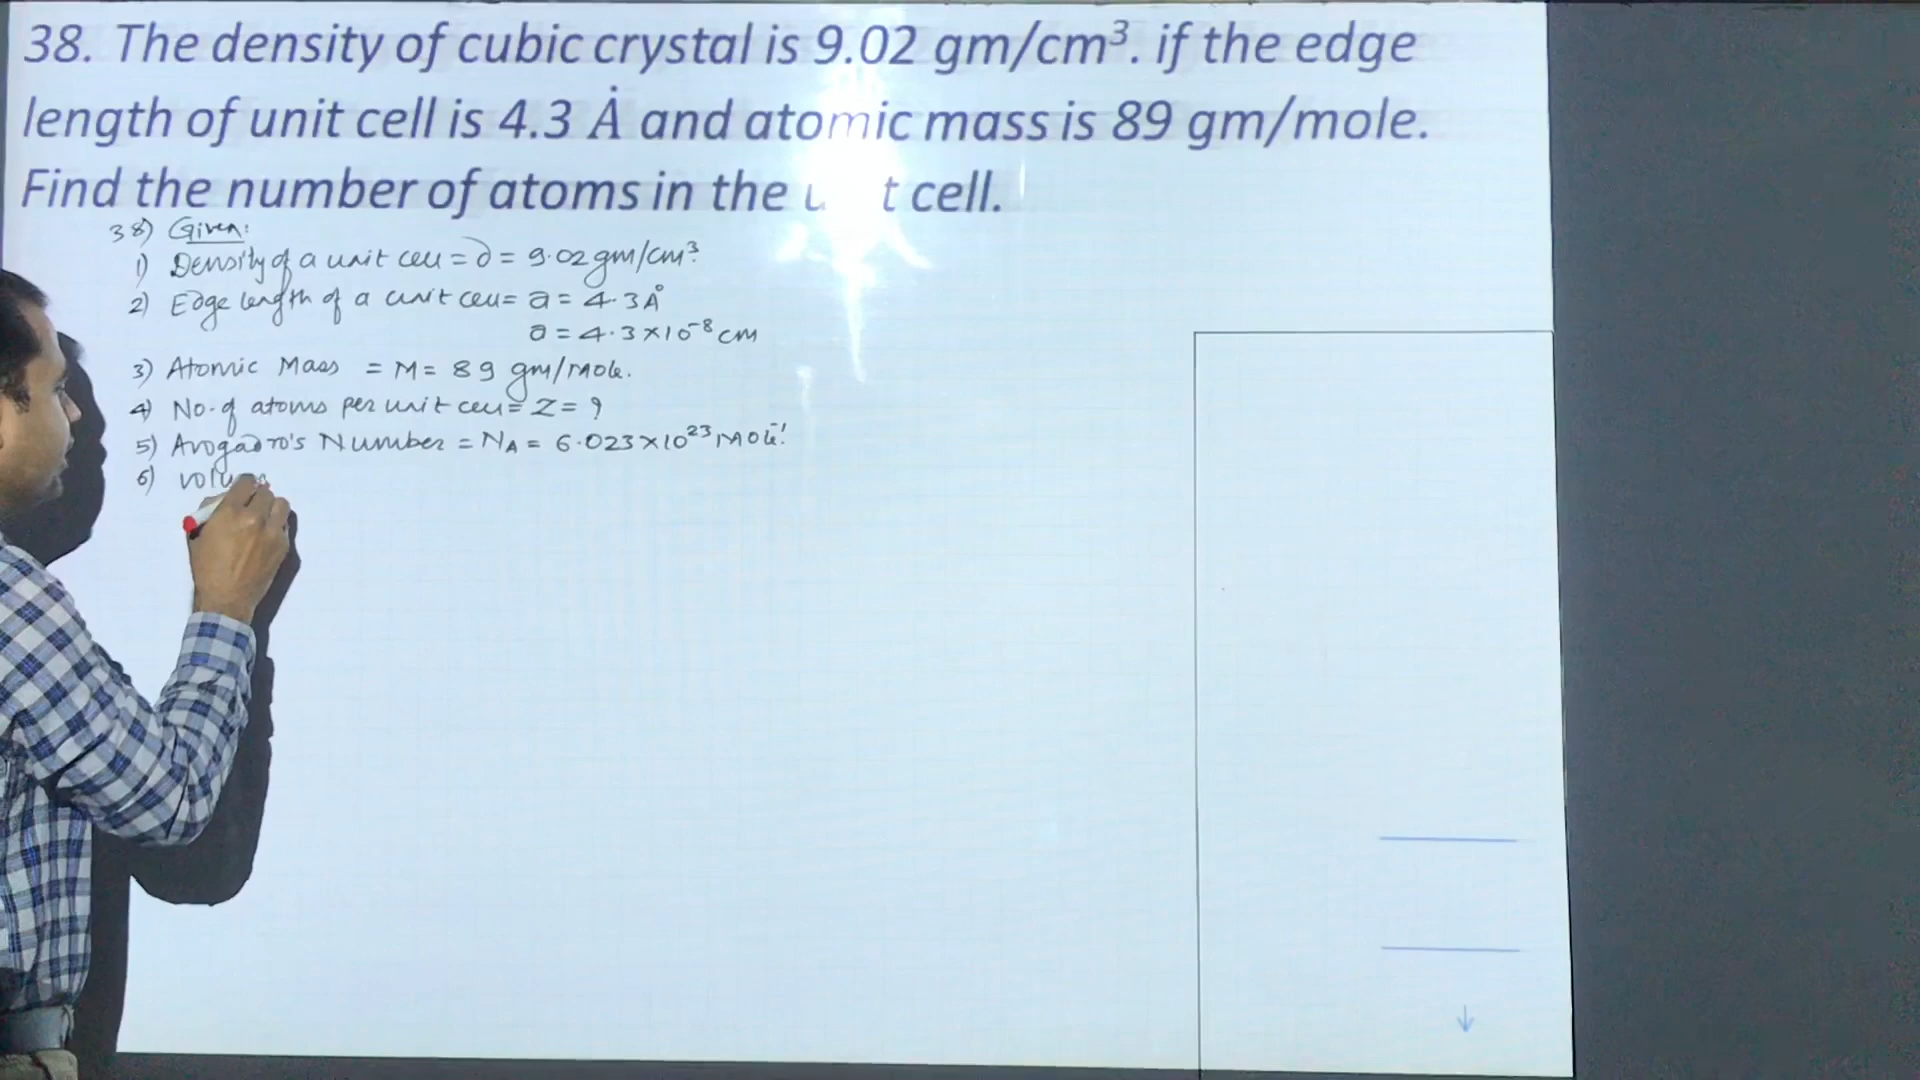 38. The density of cubic crystal is 9.02 gm/cm³. if the edge
length of unit cell is 4.3 Å and atomic mass is 89 gm/mole.
Find the number of atoms in the u t cell.
38) Given:
1) Density of a unit cell = d = 9.02 gm/cm³
2) Edge length of a unit cell = a = 4.3 Å
a = 4.3 × 10⁻⁸ cm
3) Atomic Mass = M = 89 gm/Mole.
4) No. of atoms per unit cell = Z = ?
5) Avogadro's Number = N_A = 6.023 × 10²³ Mole⁻¹
6)